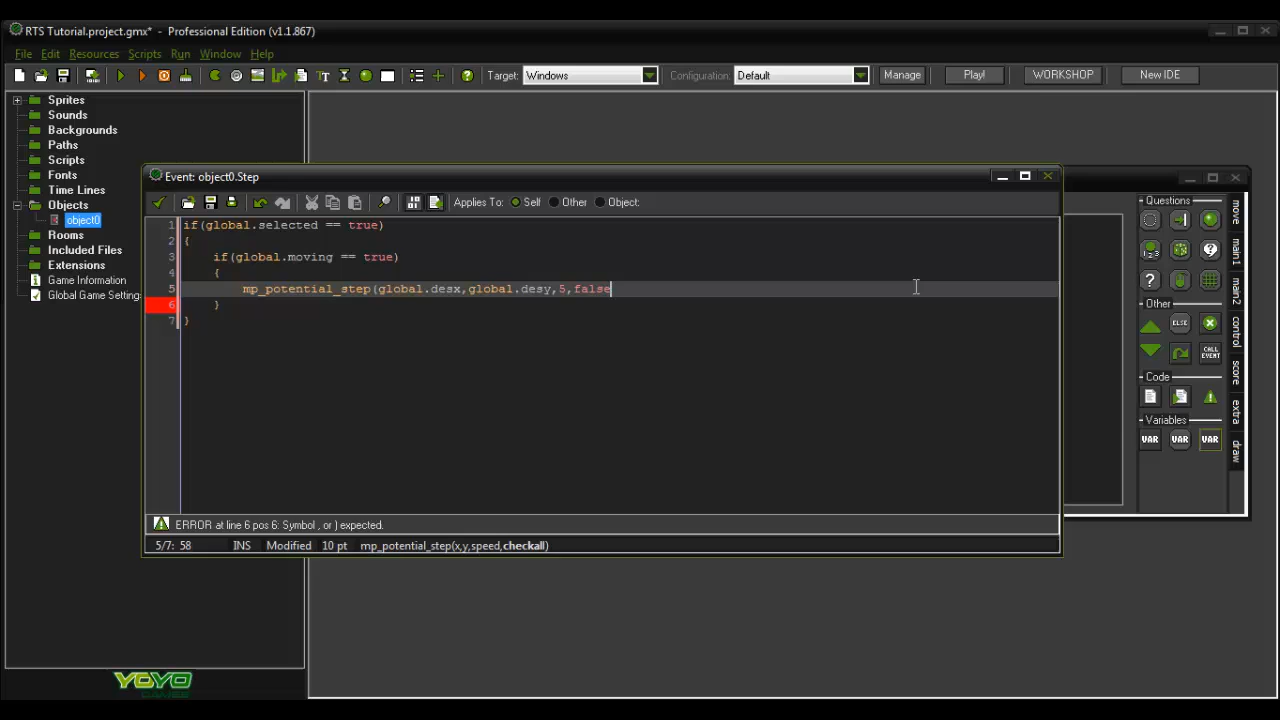 RTS Tutorial.project.gmx* - Professional Edition (v1.1.867)
File Edit Resources Scripts Run Window Help
Target: Windows Configuration: Default Manage Play! WORKSHOP New IDE
Sprites
Sounds
Backgrounds
Paths
Scripts
Fonts
Time Lines
Objects
object0
Rooms
Included Files
Extensions
Game Information
Global Game Setting
YOYO
GAMES
Event: object0.Step
Applies To: Self Other Object:
1 if(global.selected == true)
2 {
3 if(global.moving == true)
4 {
5 mp_potential_step(global.desx,global.desy,5,false
6 }
7 }
ERROR at line 6 pos 6: Symbol , or ) expected.
5/7: 58 INS Modified 10 pt mp_potential_step(x,y,speed,checkall)
Questions
Other
ELSE
CALL EVENT
Code
Variables
VAR VAR VAR
move
main1
main2
control
score
extra
draw